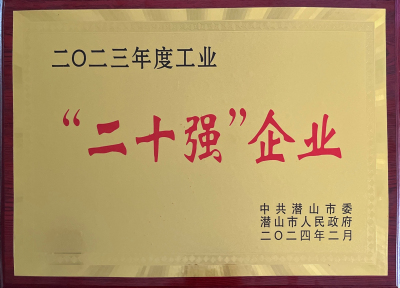 二〇二三年度工业
“二十强”企业
中共潜山市委
潜山市人民政府
二〇二四年二月